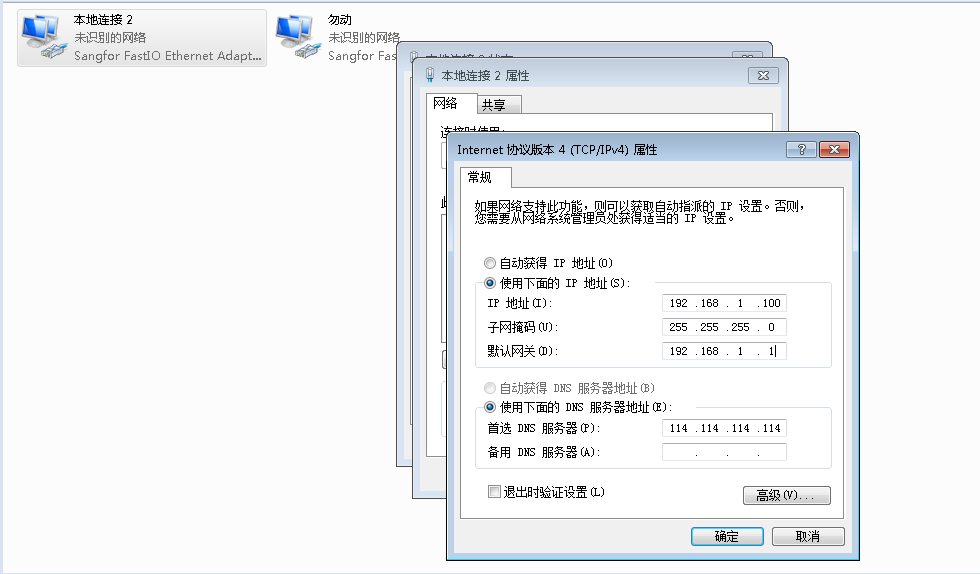 本地连接 2
未识别的网络
Sangfor FastIO Ethernet Adapt...
勿动
未识别的网络
Sangfor Fas
本地连接 2 属性
网络
共享
连接时使用:
Internet 协议版本 4 (TCP/IPv4) 属性
常规
如果网络支持此功能，则可以获取自动指派的 IP 设置。否则，
您需要从网络系统管理员处获得适当的 IP 设置。
自动获得 IP 地址(O)
使用下面的 IP 地址(S):
IP 地址(I):
192 .168 . 1 .100
子网掩码(U):
255 .255 .255 . 0
默认网关(D):
192 .168 . 1 . 1
自动获得 DNS 服务器地址(B)
使用下面的 DNS 服务器地址(E):
首选 DNS 服务器(P):
114 .114 .114 .114
备用 DNS 服务器(A):
. . .
退出时验证设置(L)
高级(V)...
确定
取消